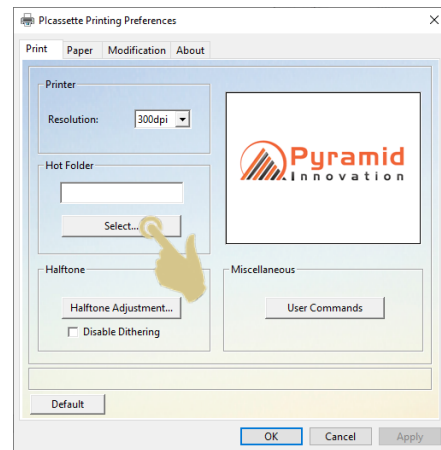 PIcassette Printing Preferences
Print Paper Modification About
Printer
Resolution: 300dpi
Hot Folder
Select...
Pyramid
Innovation
Halftone
Halftone Adjustment...
Disable Dithering
Miscellaneous
User Commands
Default
OK Cancel Apply